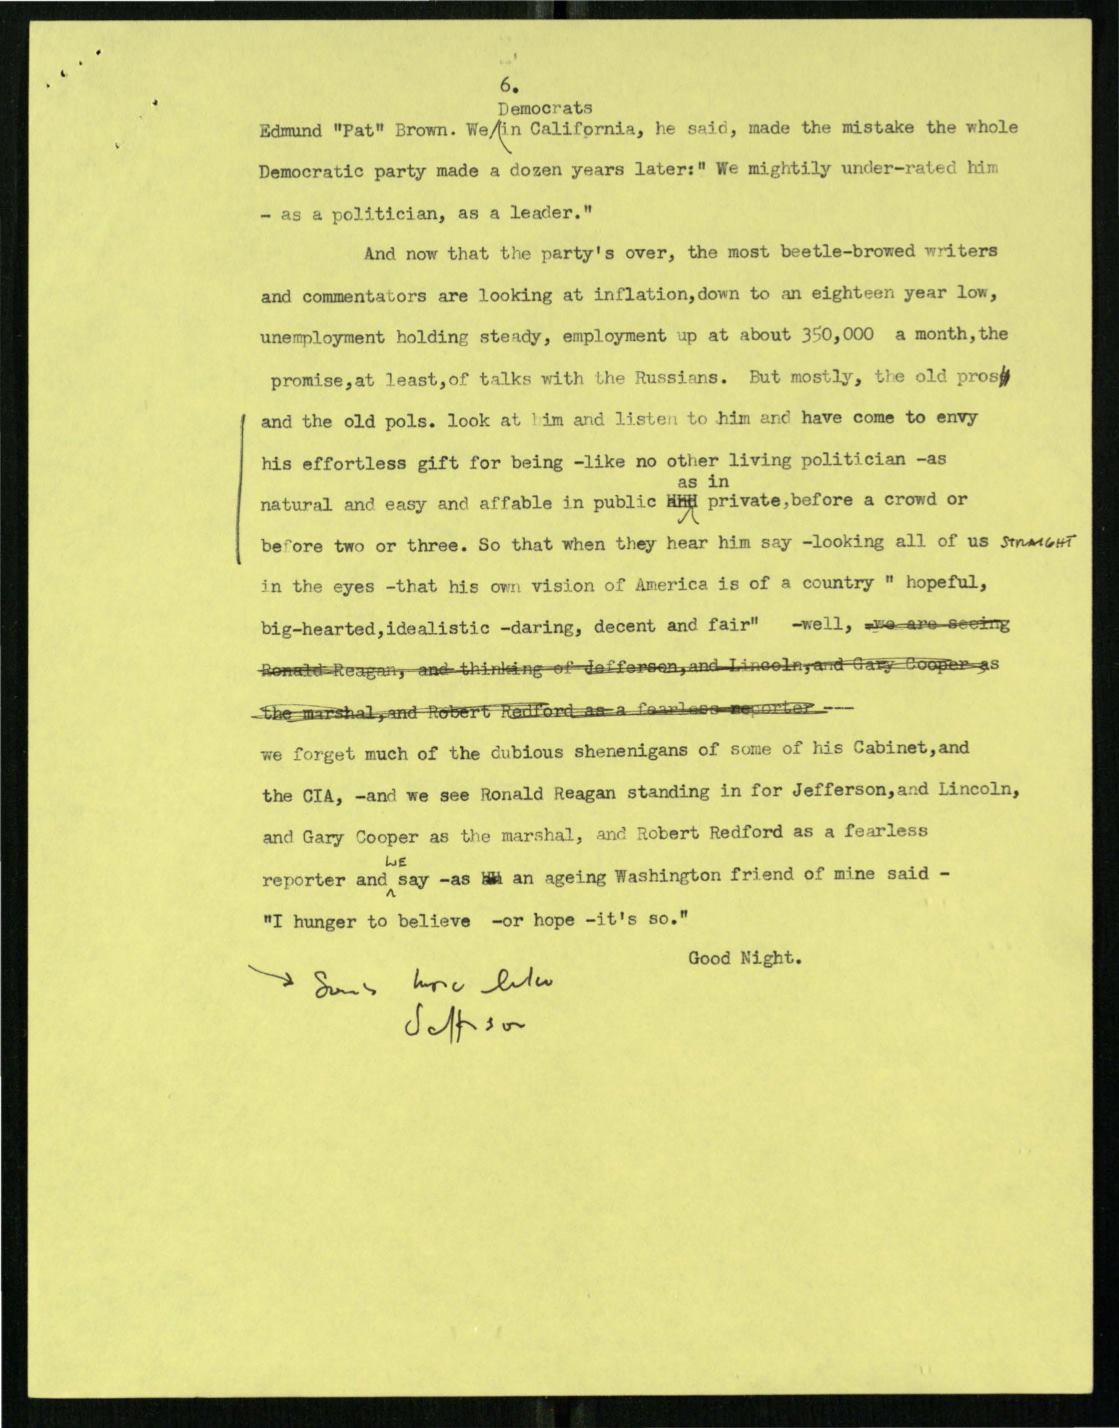 6.
Democrats
Edmund "Pat" Brown. We/in California, he said, made the mistake the whole
Democratic party made a dozen years later:" We mightily under-rated him
- as a politician, as a leader."
And now that the party's over, the most beetle-browed writers
and commentators are looking at inflation,down to an eighteen year low,
unemployment holding steady, employment up at about 350,000 a month,the
promise,at least,of talks with the Russians. But mostly, the old pros
and the old pols. look at him and listen to him and have come to envy
his effortless gift for being -like no other living politician -as
as in
natural and easy and affable in public private,before a crowd or
before two or three. So that when they hear him say -looking all of us STRAIGHT
in the eyes -that his own vision of America is of a country " hopeful,
big-hearted,idealistic -daring, decent and fair" -well, -we are seeing
Ronald Reagan, and thinking of Jefferson,and Lincoln,and Gary Cooper as
the marshal,and Robert Redford as a fearless reporter ---
we forget much of the dubious shenenigans of some of his Cabinet,and
the CIA, -and we see Ronald Reagan standing in for Jefferson,and Lincoln,
and Gary Cooper as the marshal, and Robert Redford as a fearless
WE
reporter and say -as an ageing Washington friend of mine said -
"I hunger to believe -or hope -it's so."
Good Night.